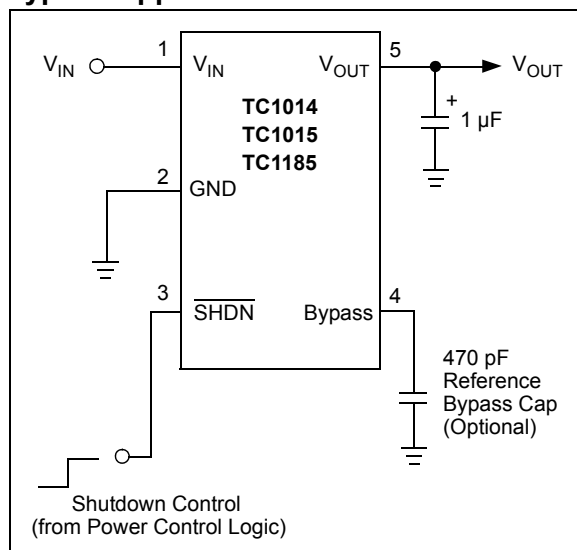 1
5
V_IN
V_IN
V_OUT
V_OUT
TC1014
TC1015
TC1185
+
1 µF
2
GND
3
4
SHDN
Bypass
470 pF
Reference
Bypass Cap
(Optional)
Shutdown Control
(from Power Control Logic)